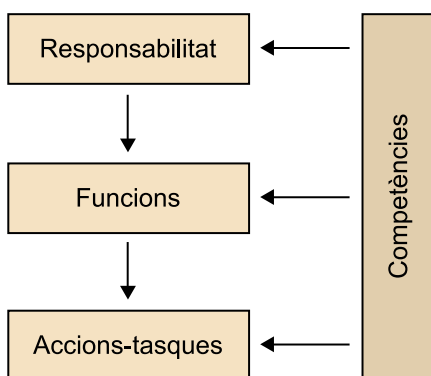 Responsabilitat
Funcions
Accions-tasques
Competències